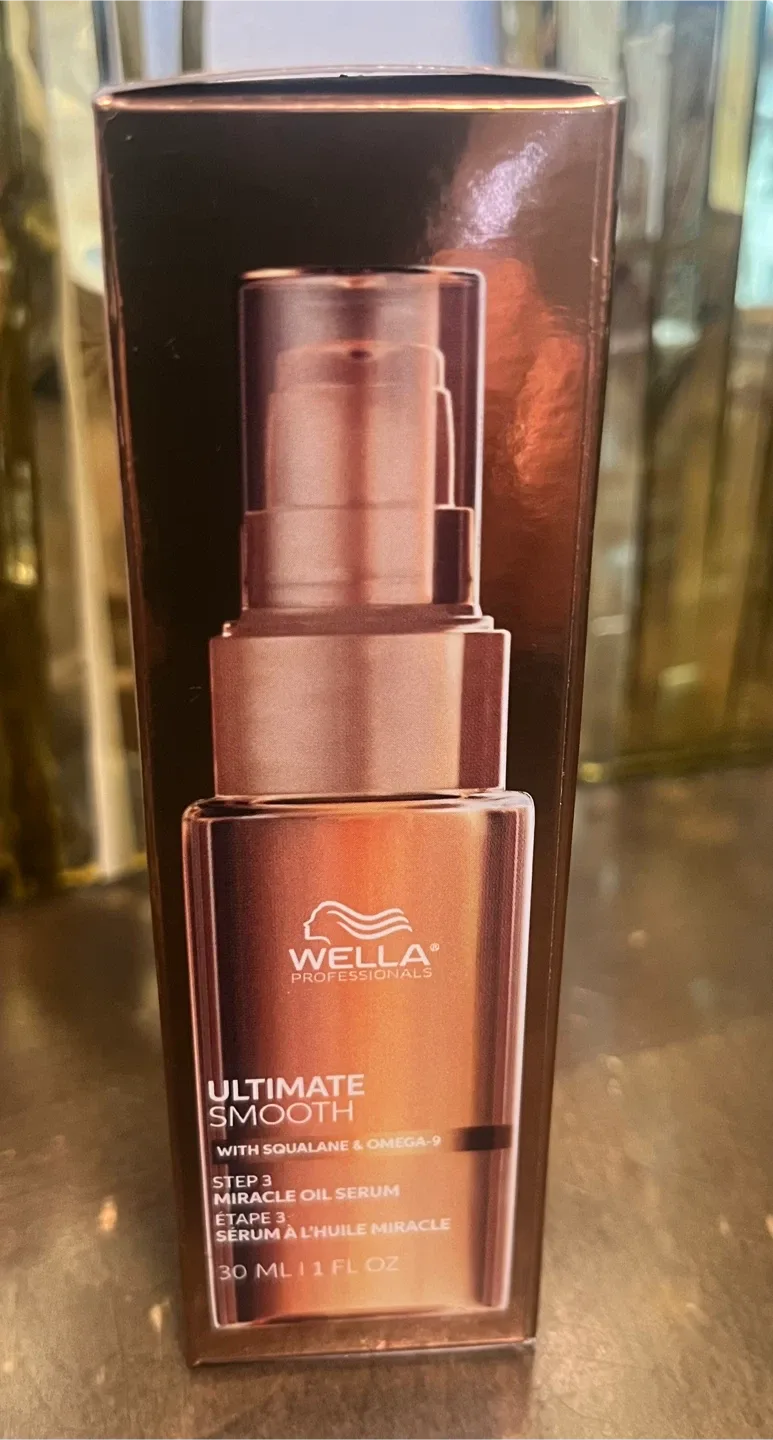 WELLA®
PROFESSIONALS
ULTIMATE
SMOOTH
WITH SQUALANE & OMEGA-9
STEP 3
MIRACLE OIL SERUM
ÉTAPE 3
SÉRUM À L'HUILE MIRACLE
30 ML | 1 FL OZ